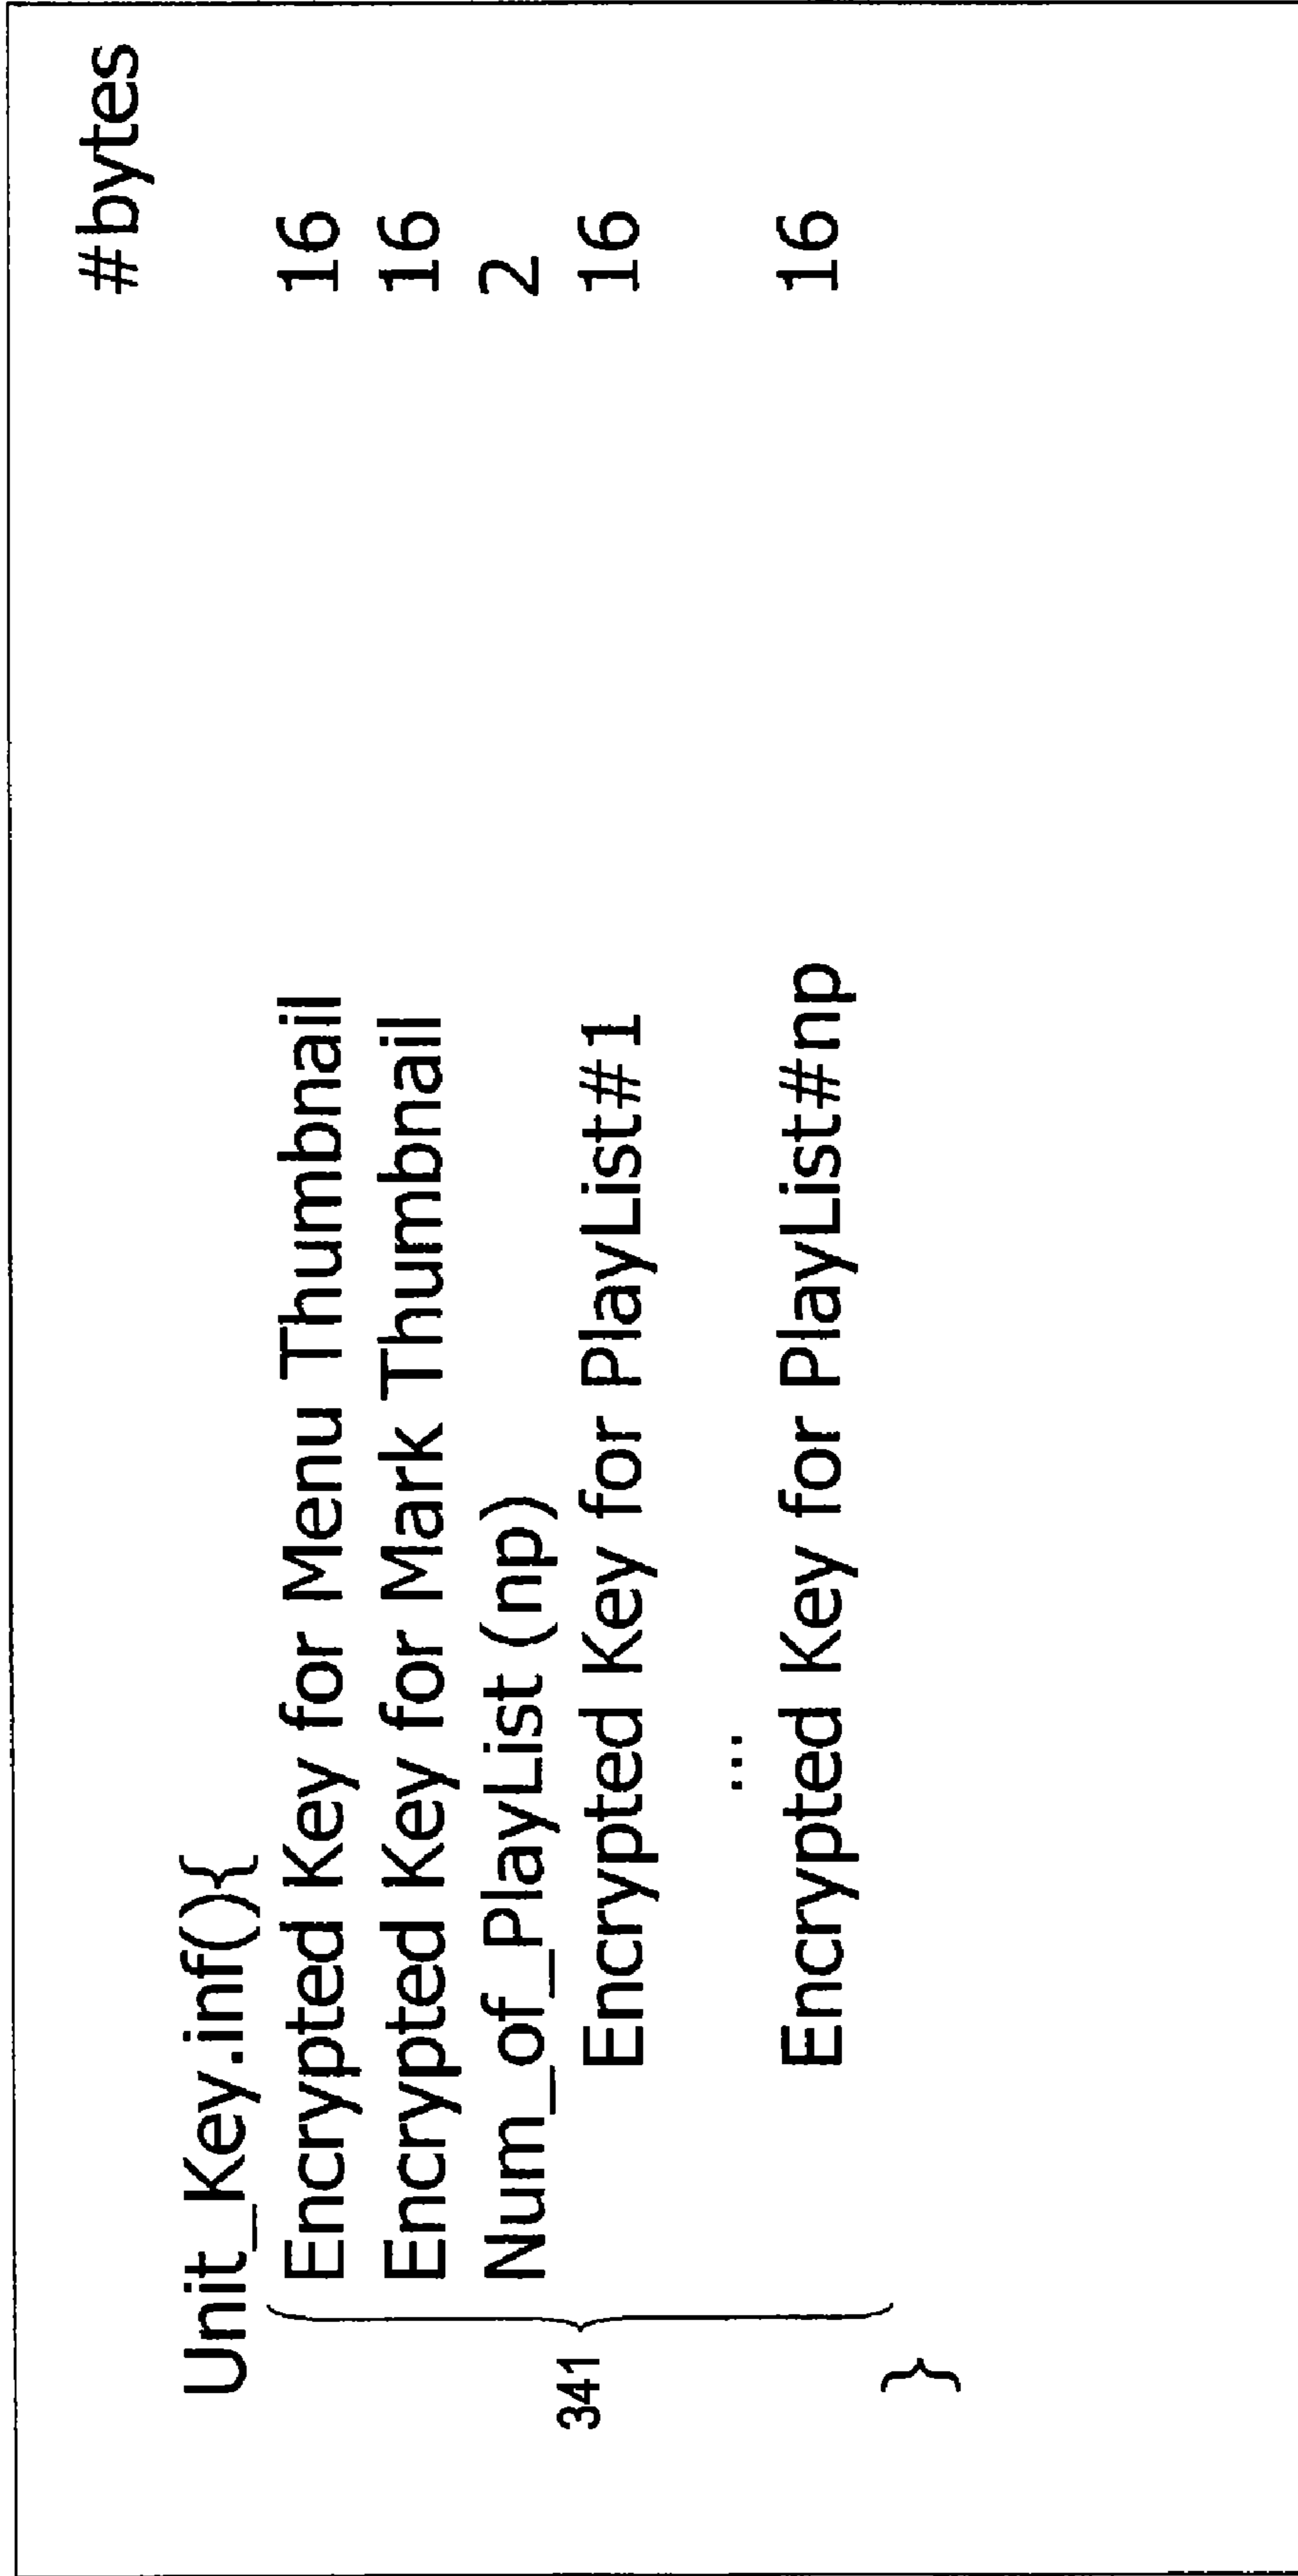 #bytes
Unit_Key.inf(){
Encrypted Key for Menu Thumbnail 16
Encrypted Key for Mark Thumbnail 16
Num_of_PlayList (np) 2
Encrypted Key for PlayList#1 16
...
Encrypted Key for PlayList#np 16
}
341